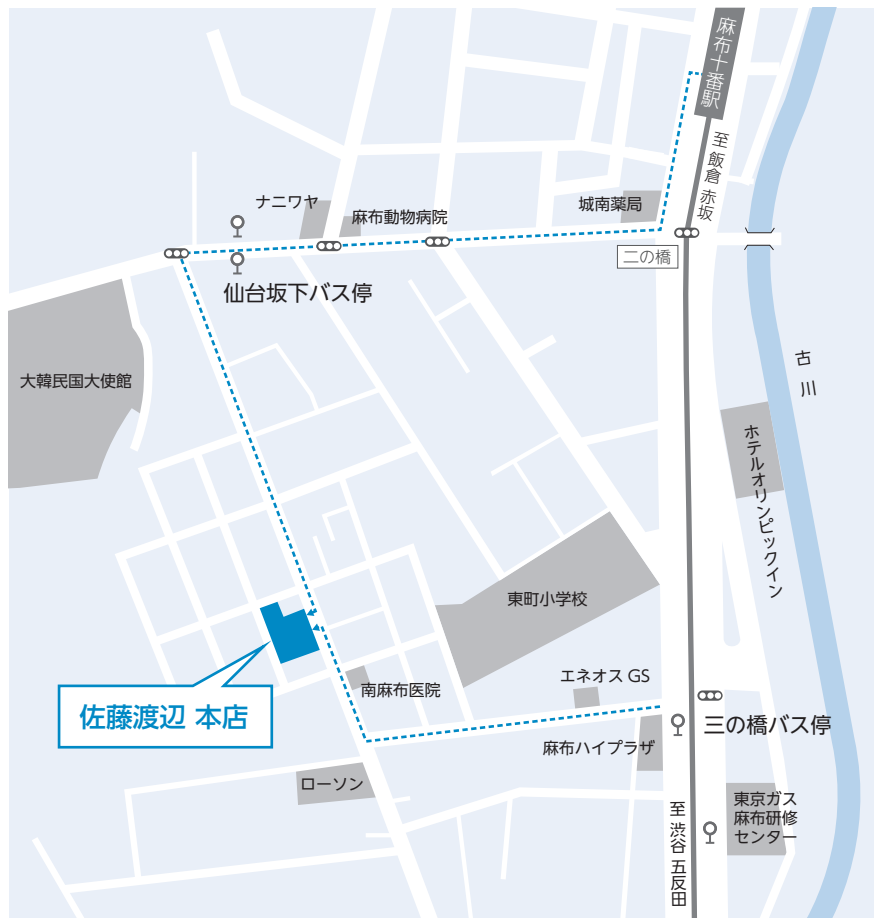 麻布十番駅
至 飯倉 赤坂
ナニワヤ
麻布動物病院
城南薬局
二の橋
仙台坂下バス停
大韓民国大使館
古川
ホテルオリンピックイン
東町小学校
エネオス GS
南麻布医院
佐藤渡辺 本店
三の橋バス停
麻布ハイプラザ
ローソン
東京ガス
麻布研修
センター
至 渋谷 五反田